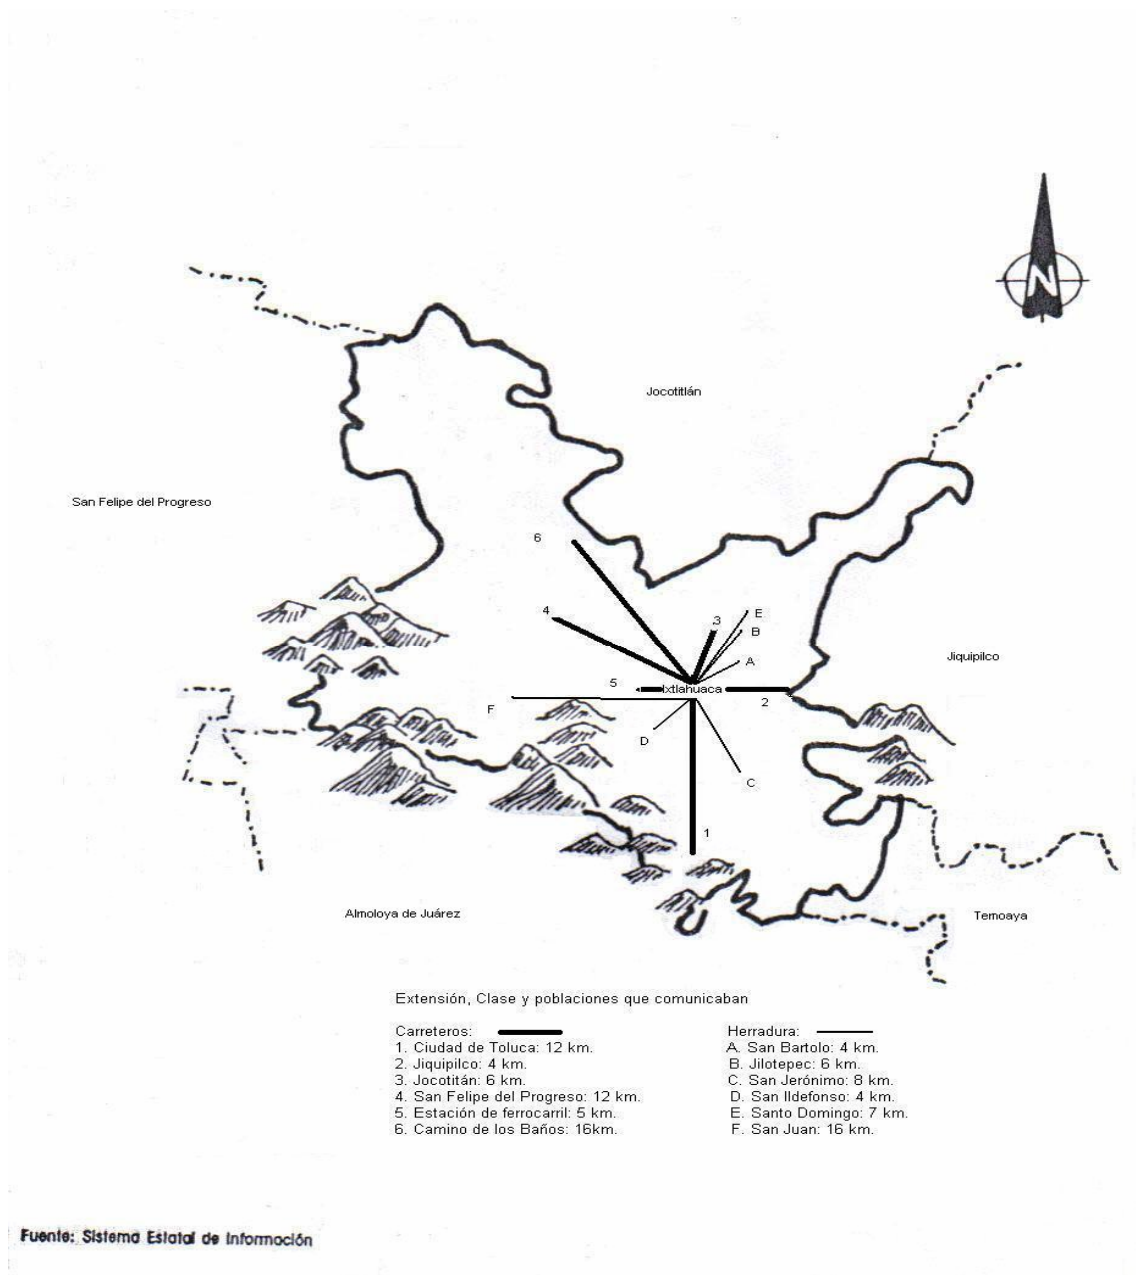 N
Jocotitlán
San Felipe del Progreso
6
4
3
E
B
A
Jiquipilco
5
Ixtlahuaca
2
F
D
C
1
Almoloya de Juárez
Temoaya
Extensión, Clase y poblaciones que comunicaban
Carreteros:
1. Ciudad de Toluca: 12 km.
2. Jiquipilco: 4 km.
3. Jocotitán: 6 km.
4. San Felipe del Progreso: 12 km.
5. Estación de ferrocarril: 5 km.
6. Camino de los Baños: 16km.
Herradura:
A. San Bartolo: 4 km.
B. Jilotepec: 6 km.
C. San Jerónimo: 8 km.
D. San Ildefonso: 4 km.
E. Santo Domingo: 7 km.
F. San Juan: 16 km.
Fuente: Sistema Estatal de Información